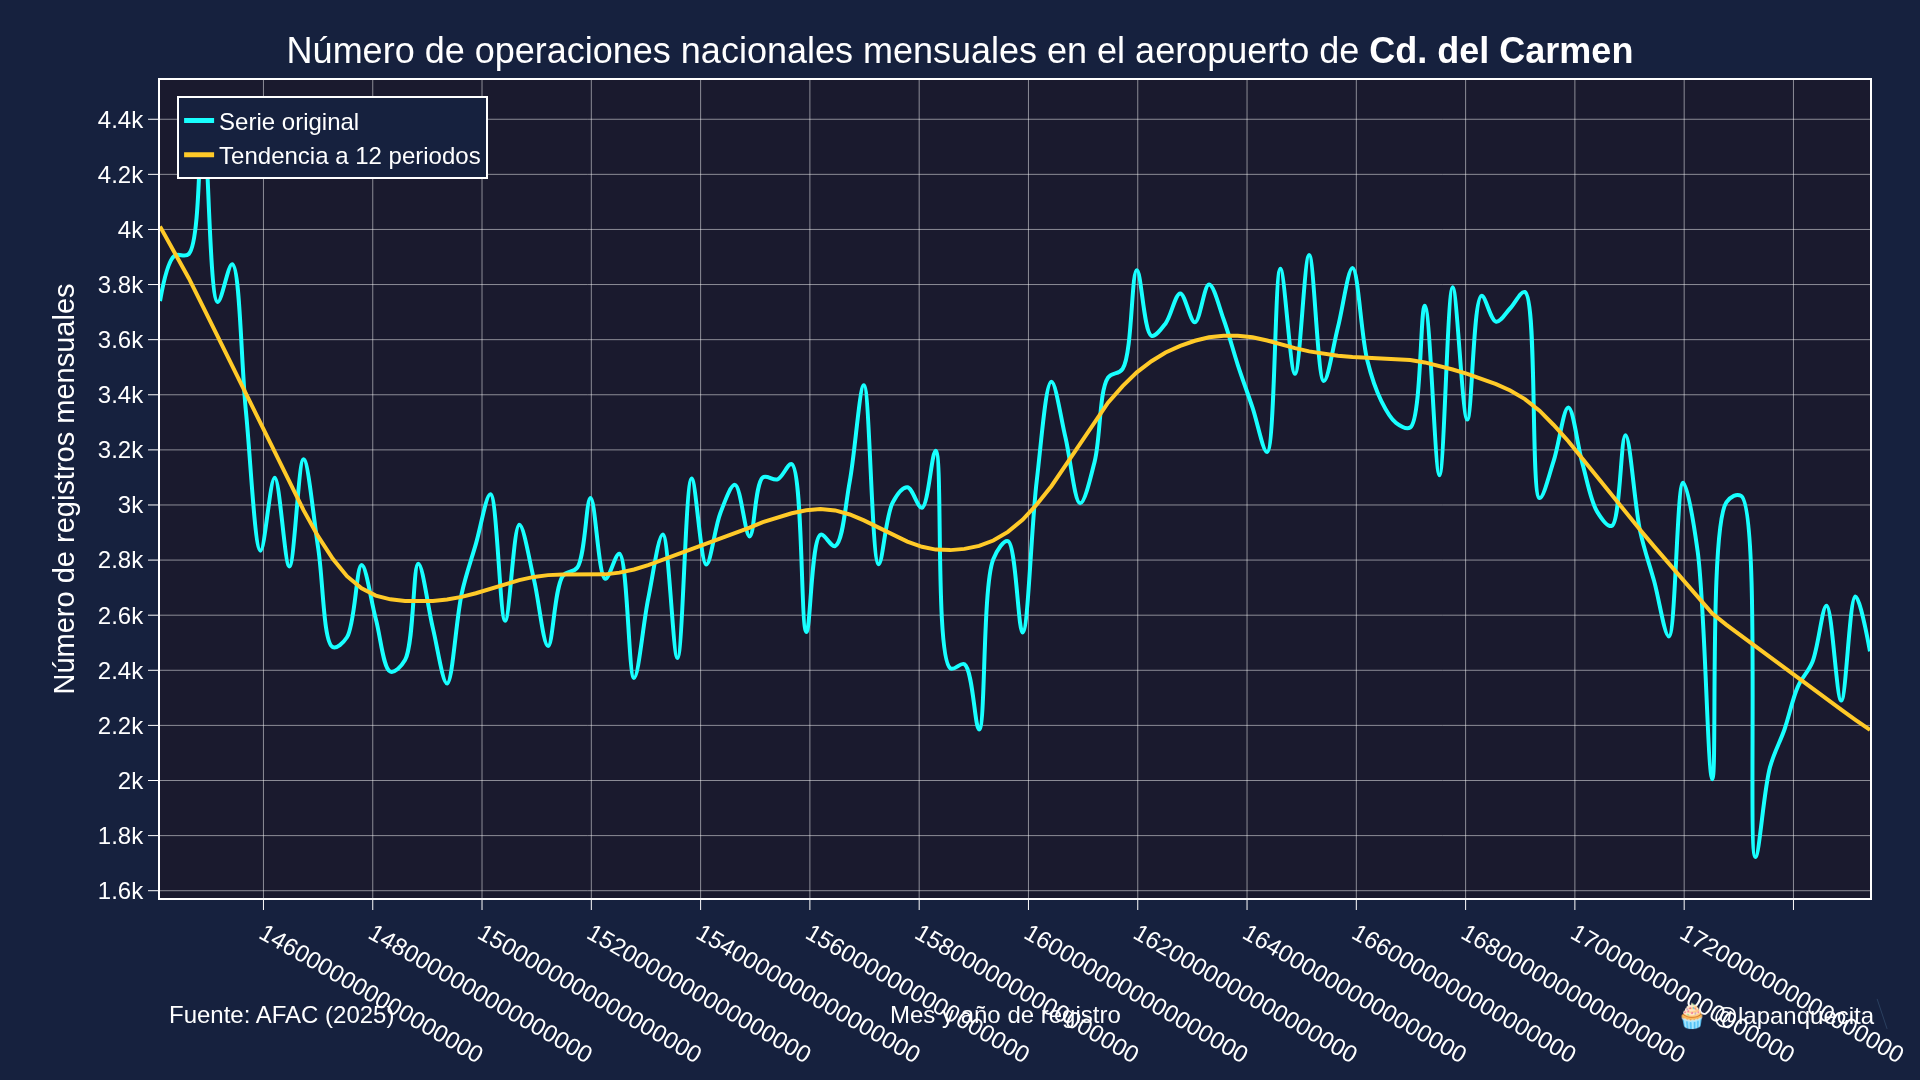 Número de operaciones nacionales mensuales en el aeropuerto de Cd. del Carmen
Serie original
Tendencia a 12 periodos
4.4k
4.2k
4k
3.8k
3.6k
3.4k
3.2k
3k
2.8k
2.6k
2.4k
2.2k
2k
1.8k
1.6k
Número de registros mensuales
1460000000000000000
1480000000000000000
1500000000000000000
1520000000000000000
1540000000000000000
1560000000000000000
1580000000000000000
1600000000000000000
1620000000000000000
1640000000000000000
1660000000000000000
1680000000000000000
1700000000000000000
1720000000000000000
Fuente: AFAC (2025)
Mes y año de registro
🧁 @lapanquecita